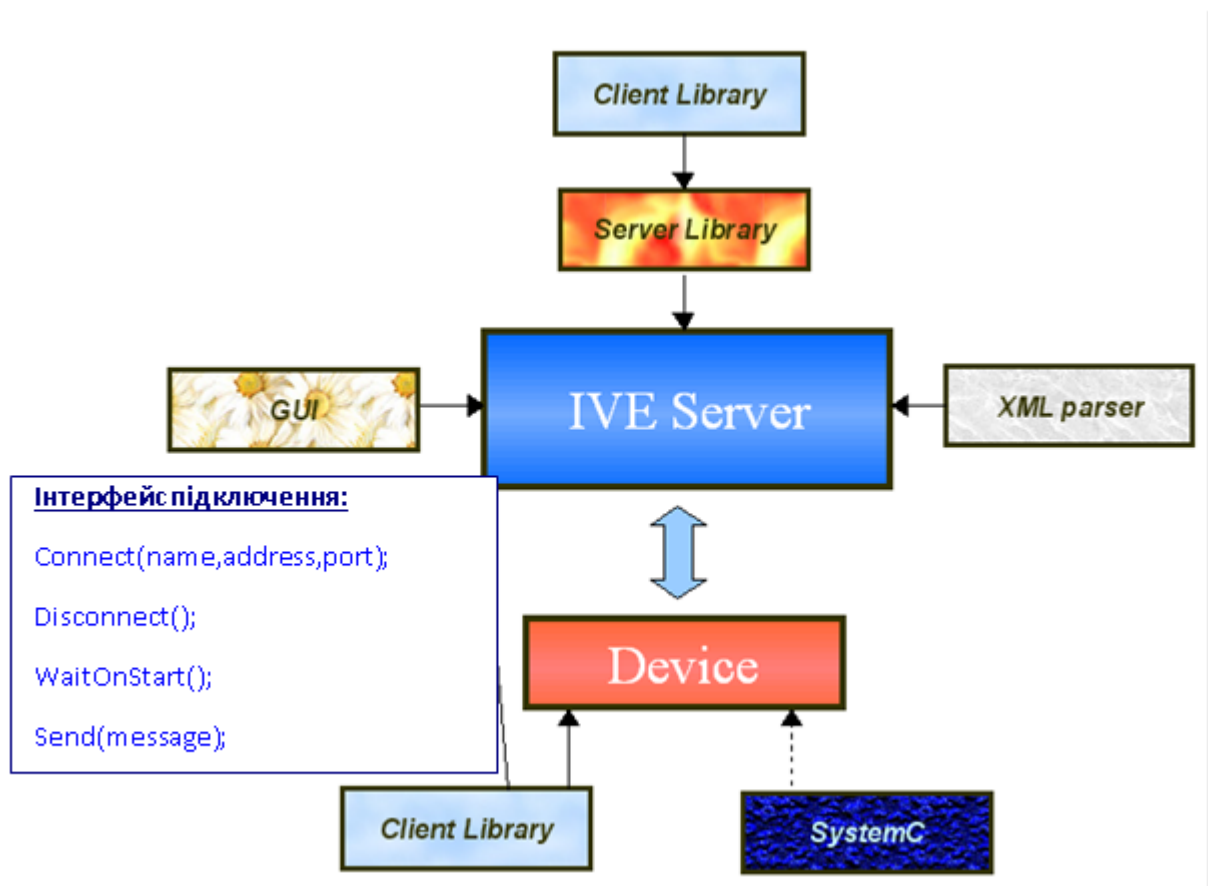 Client Library
Server Library
IVE Server
GUI
XML parser
Інтерфейс підключення:
Connect(name,address,port);
Disconnect();
WaitOnStart();
Send(message);
Device
Client Library
SystemC